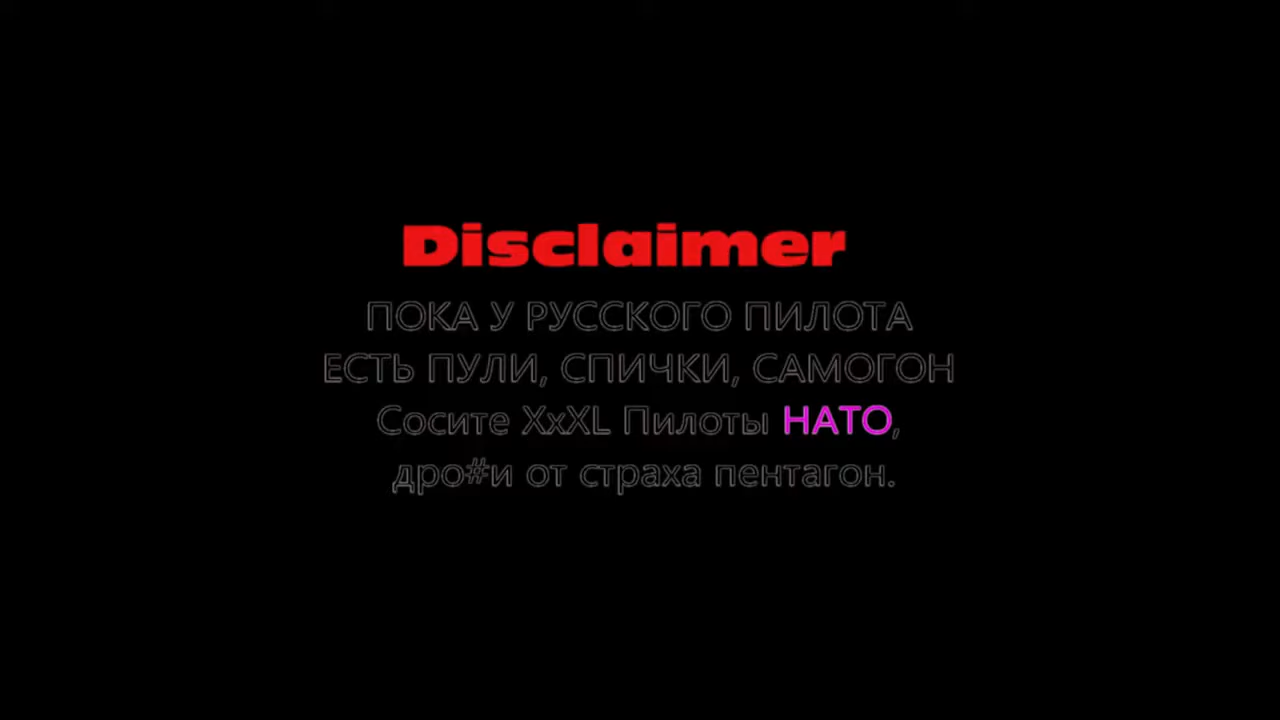 Disclaimer
ПОКА У РУССКОГО ПИЛОТА
ЕСТЬ ПУЛИ, СПИЧКИ, САМОГОН
Сосите XxXL Пилоты НАТО,
дро#и от страха пентагон.